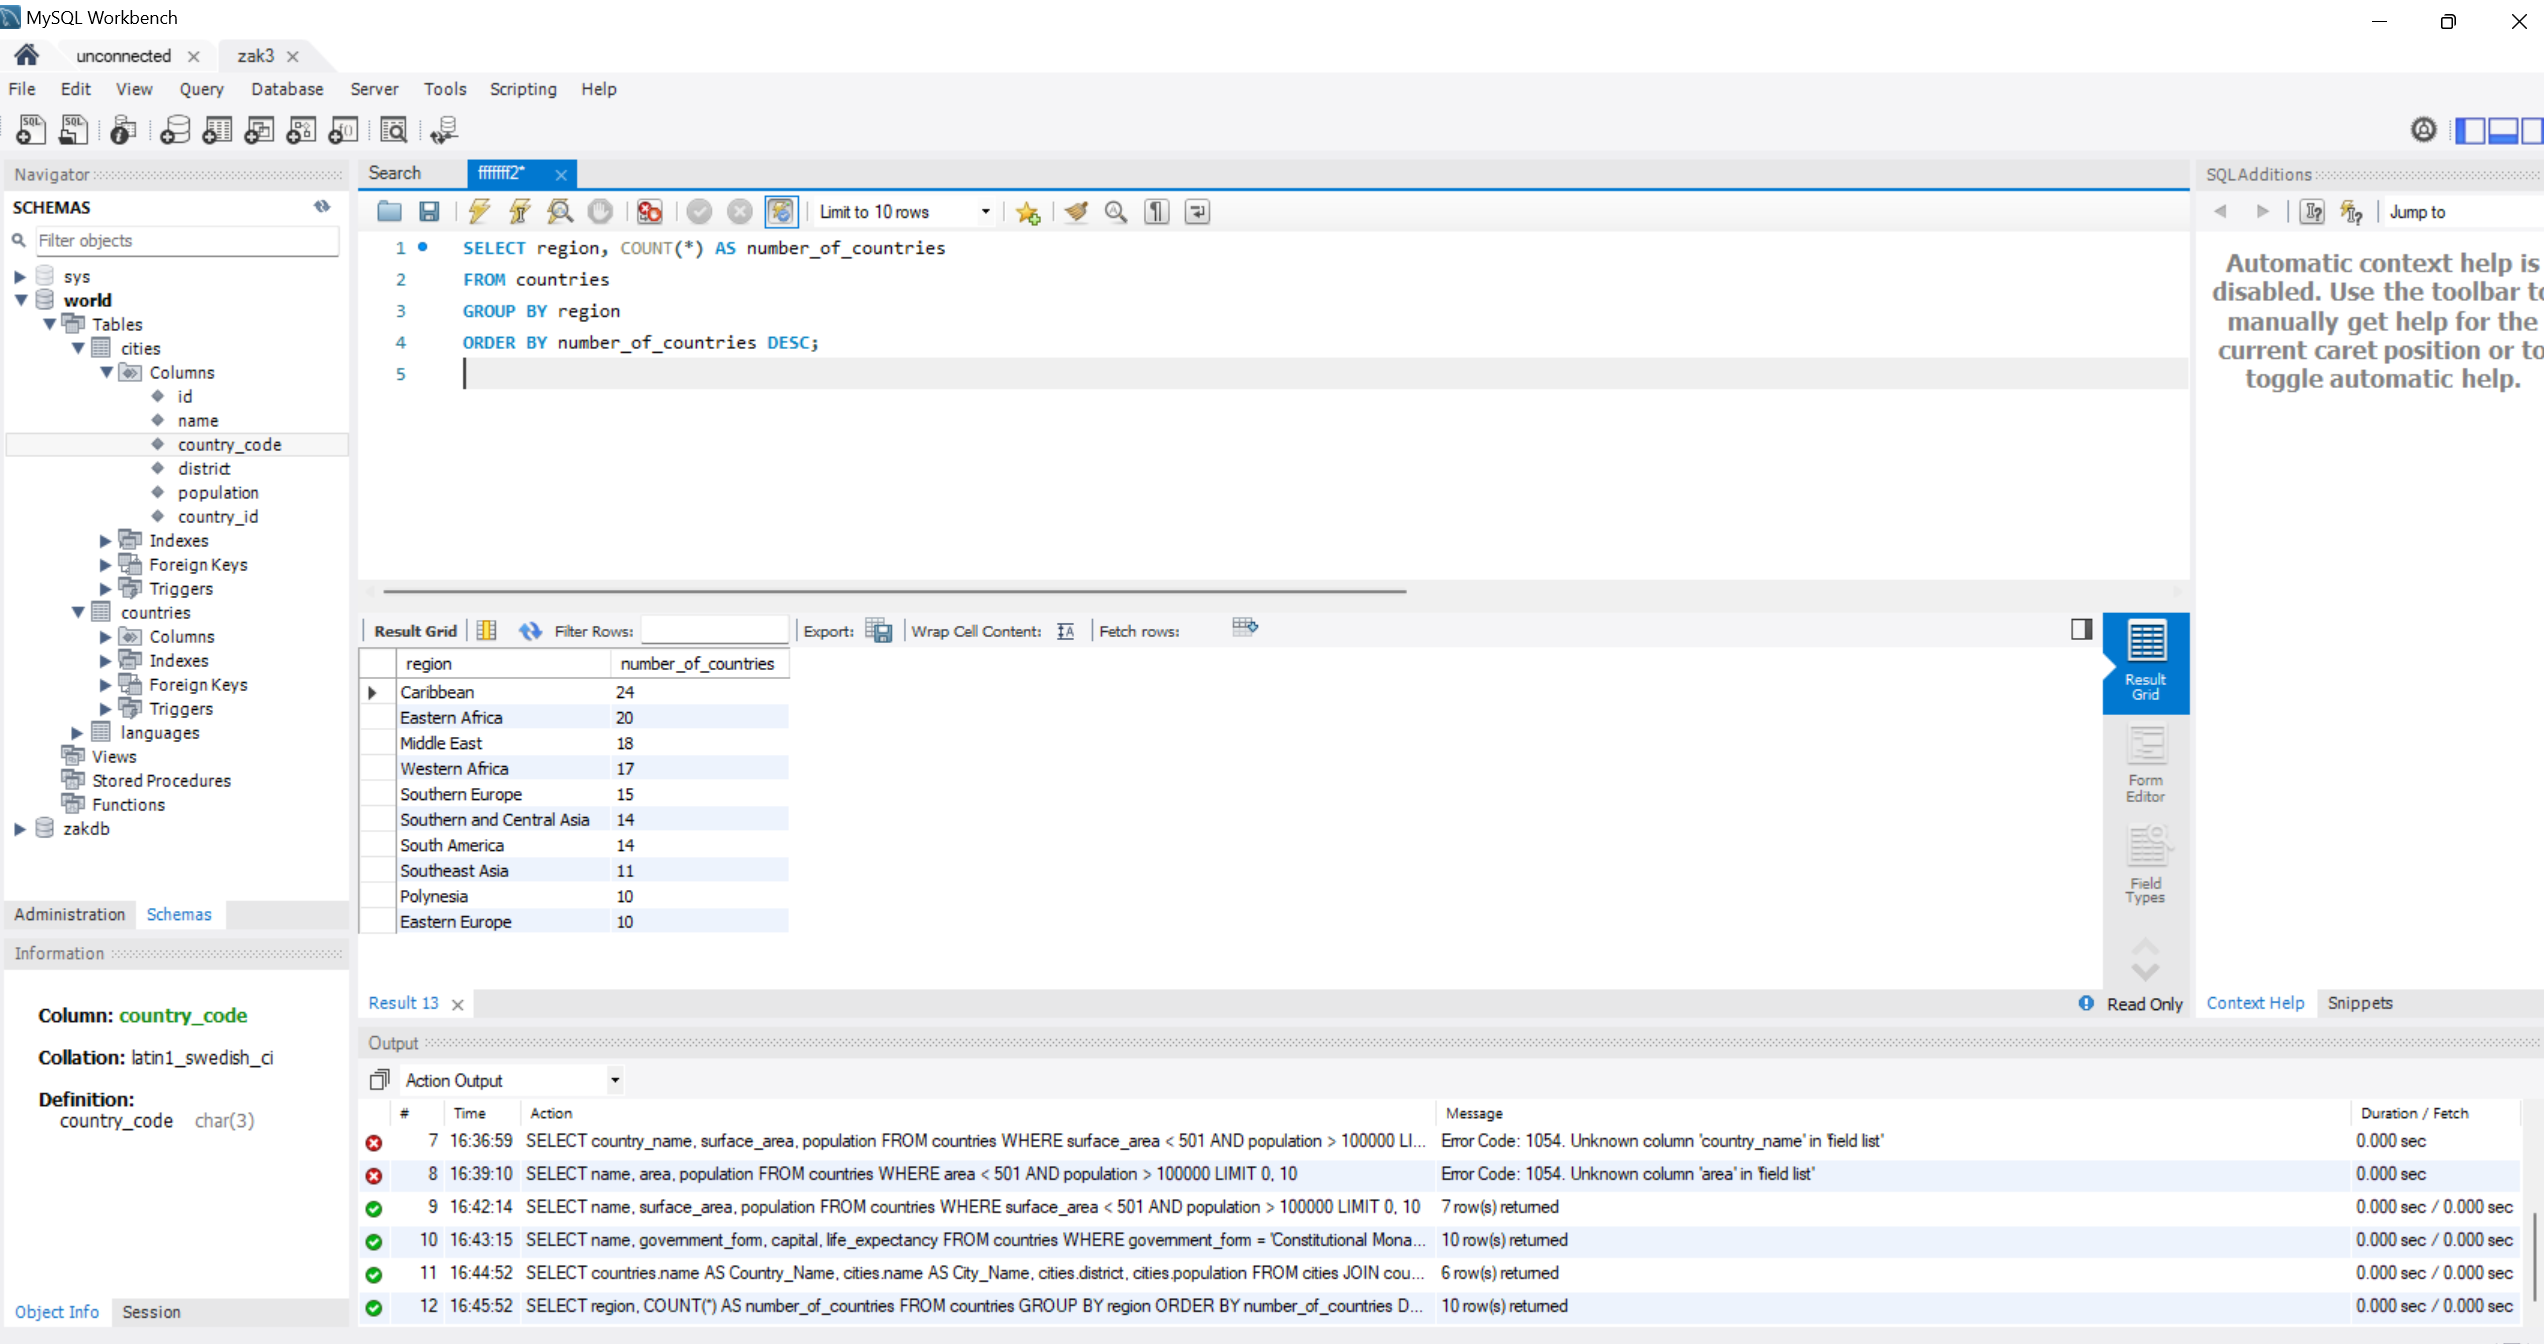 MySQL Workbench
unconnected
zak3
File Edit View Query Database Server Tools Scripting Help
Navigator
SCHEMAS
Filter objects
sys
world
Tables
cities
Columns
id
name
country_code
district
population
country_id
Indexes
Foreign Keys
Triggers
countries
Columns
Indexes
Foreign Keys
Triggers
languages
Views
Stored Procedures
Functions
zakdb
Administration Schemas
Information
Column: country_code
Collation: latin1_swedish_ci
Definition:
country_code char(3)
Object Info Session
Search
Limit to 10 rows
1 SELECT region, COUNT(*) AS number_of_countries
2 FROM countries
3 GROUP BY region
4 ORDER BY number_of_countries DESC;
5
Result Grid Filter Rows: Export: Wrap Cell Content: Fetch rows:
region number_of_countries
Caribbean 24
Eastern Africa 20
Middle East 18
Western Africa 17
Southern Europe 15
Southern and Central Asia 14
South America 14
Southeast Asia 11
Polynesia 10
Eastern Europe 10
Result Grid
Form Editor
Field Types
Result 13
Read Only
SQLAdditions
Jump to
Automatic context help is
disabled. Use the toolbar to
manually get help for the
current caret position or to
toggle automatic help.
Context Help Snippets
Output
Action Output
# Time Action Message Duration / Fetch
7 16:36:59 SELECT country_name, surface_area, population FROM countries WHERE surface_area < 501 AND population > 100000 LI... Error Code: 1054. Unknown column 'country_name' in 'field list' 0.000 sec
8 16:39:10 SELECT name, area, population FROM countries WHERE area < 501 AND population > 100000 LIMIT 0, 10 Error Code: 1054. Unknown column 'area' in 'field list' 0.000 sec
9 16:42:14 SELECT name, surface_area, population FROM countries WHERE surface_area < 501 AND population > 100000 LIMIT 0, 10 7 row(s) returned 0.000 sec / 0.000 sec
10 16:43:15 SELECT name, government_form, capital, life_expectancy FROM countries WHERE government_form = 'Constitutional Mona... 10 row(s) returned 0.000 sec / 0.000 sec
11 16:44:52 SELECT countries.name AS Country_Name, cities.name AS City_Name, cities.district, cities.population FROM cities JOIN cou... 6 row(s) returned 0.000 sec / 0.000 sec
12 16:45:52 SELECT region, COUNT(*) AS number_of_countries FROM countries GROUP BY region ORDER BY number_of_countries D... 10 row(s) returned 0.000 sec / 0.000 sec